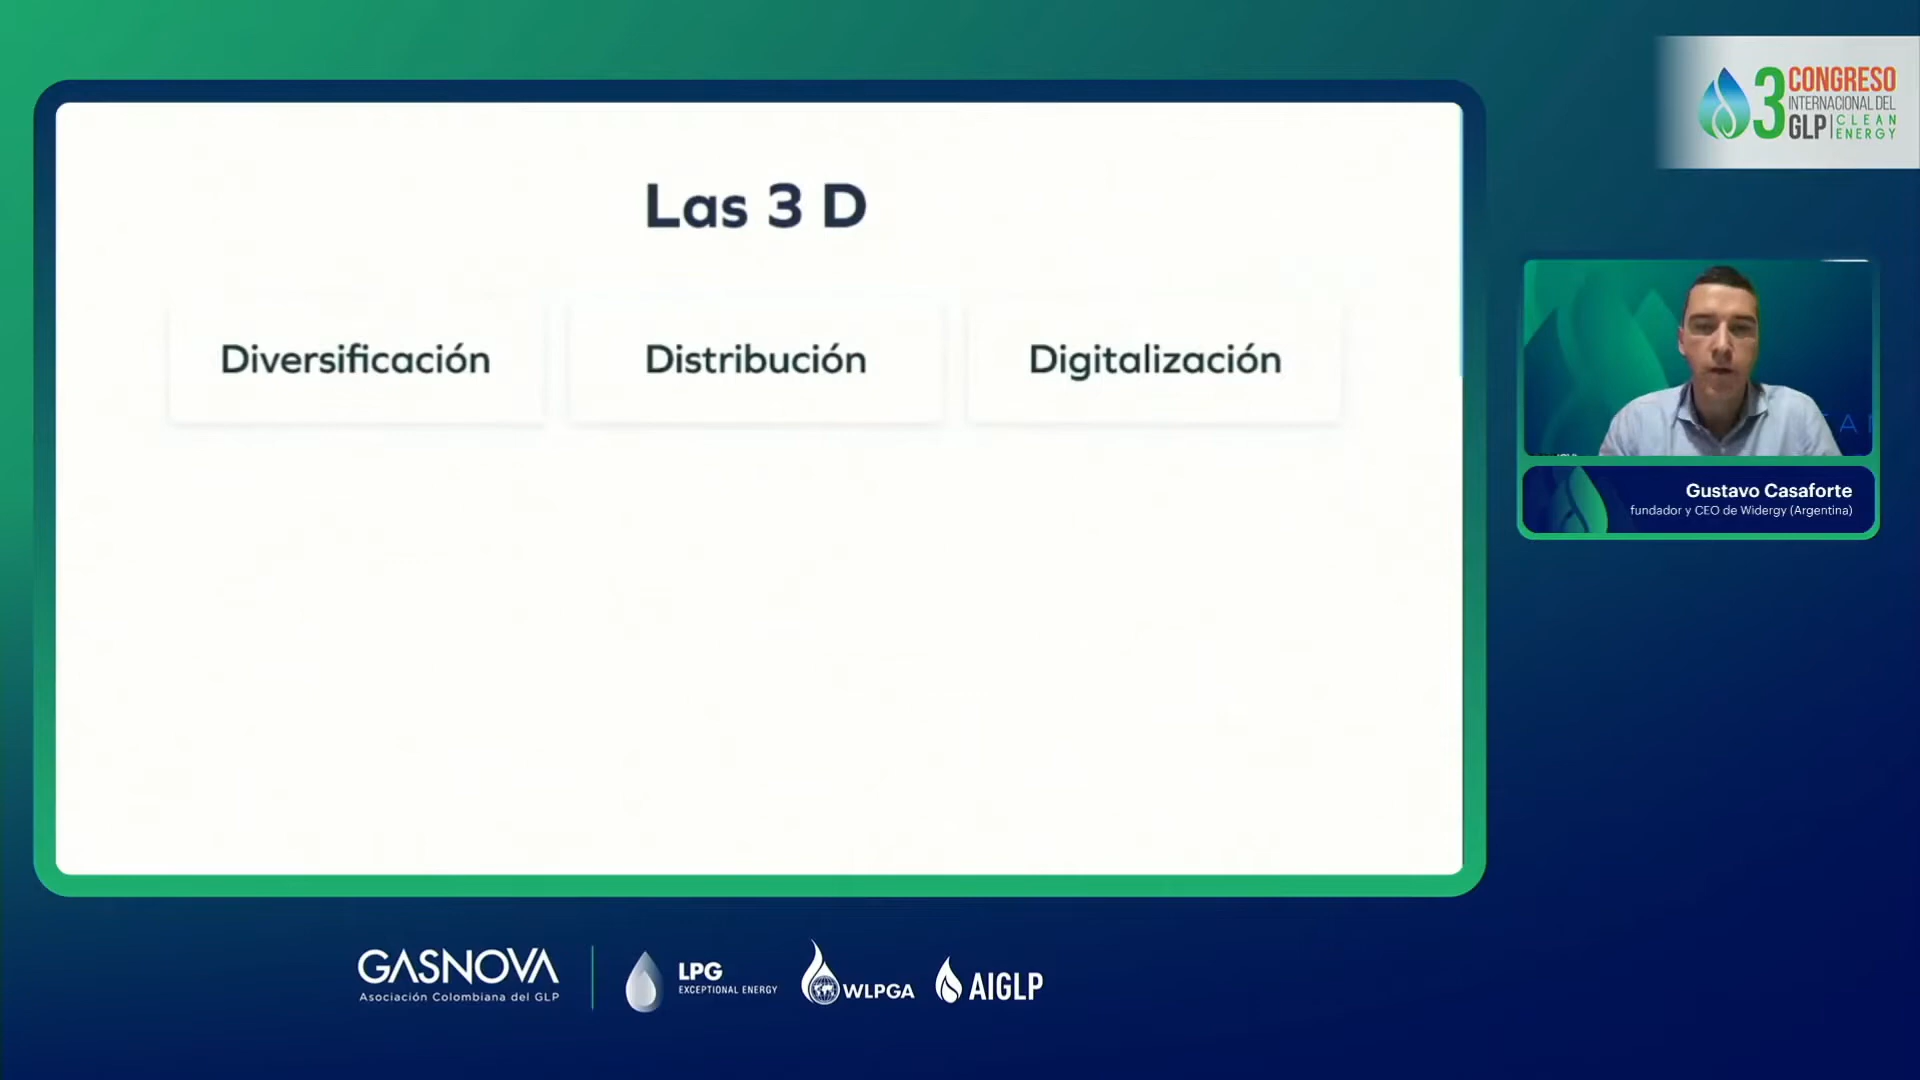 3 CONGRESO
INTERNACIONAL DEL
GLP | CLEAN
ENERGY
Las 3 D
Diversificación
Distribución
Digitalización
Gustavo Casaforte
fundador y CEO de Widergy (Argentina)
GASNOVA
Asociación Colombiana del GLP
LPG
EXCEPTIONAL ENERGY
WLPGA
AIGLP